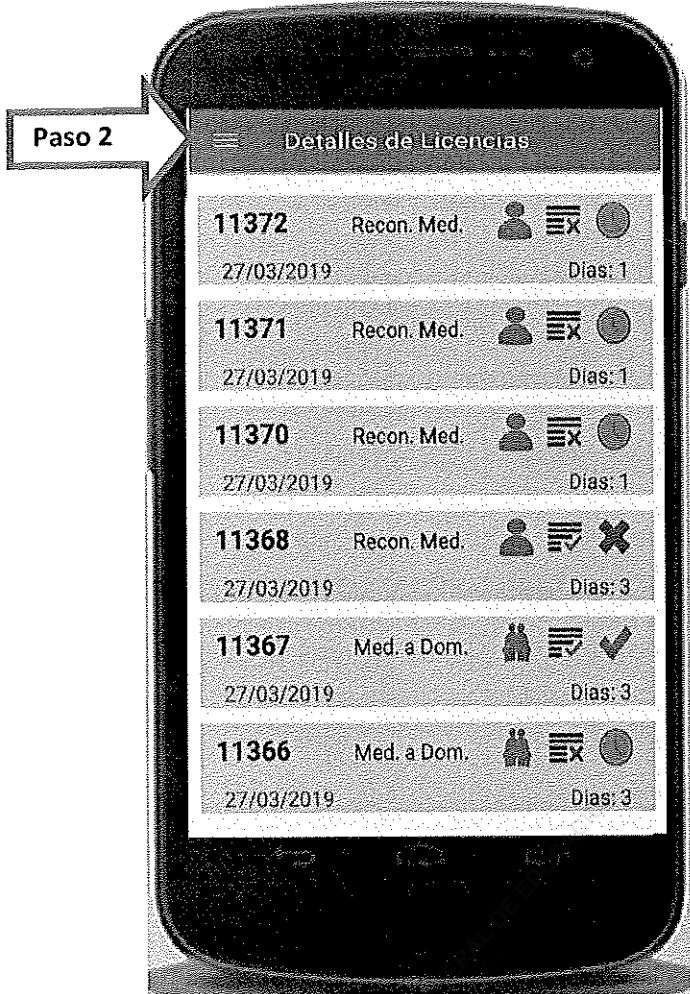 Paso 2
Detalles de Licencias
11372 Recon. Med.
27/03/2019 Dias: 1
11371 Recon. Med.
27/03/2019 Dias: 1
11370 Recon. Med.
27/03/2019 Dias: 1
11368 Recon. Med.
27/03/2019 Dias: 3
11367 Med. a Dom.
27/03/2019 Dias: 3
11366 Med. a Dom.
27/03/2019 Dias: 3